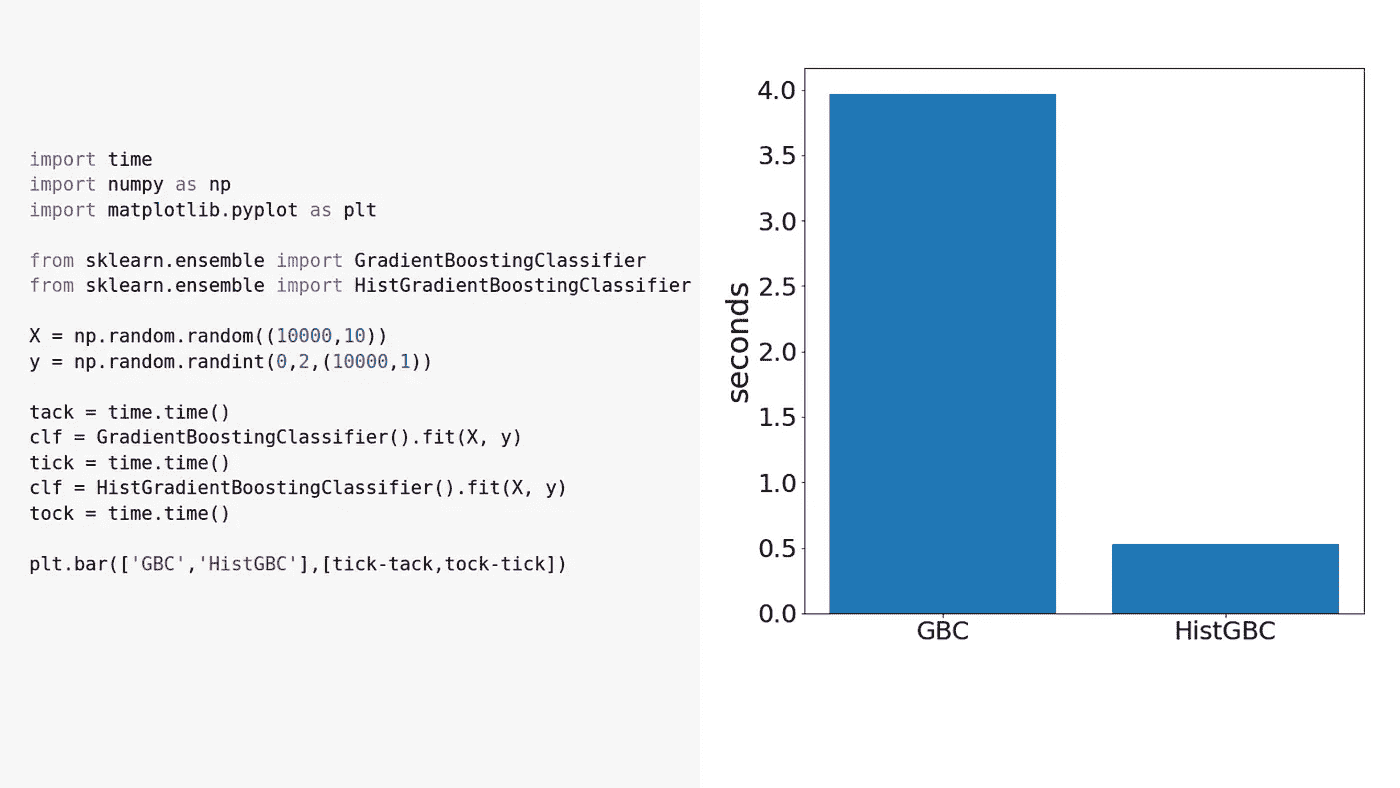 import time
import numpy as np
import matplotlib.pyplot as plt
from sklearn.ensemble import GradientBoostingClassifier
from sklearn.ensemble import HistGradientBoostingClassifier
X = np.random.random((10000,10))
y = np.random.randint(0,2,(10000,1))
tack = time.time()
clf = GradientBoostingClassifier().fit(X, y)
tick = time.time()
clf = HistGradientBoostingClassifier().fit(X, y)
tock = time.time()
plt.bar(['GBC','HistGBC'],[tick-tack,tock-tick])
seconds
4.0
3.5
3.0
2.5
2.0
1.5
1.0
0.5
0.0
GBC HistGBC